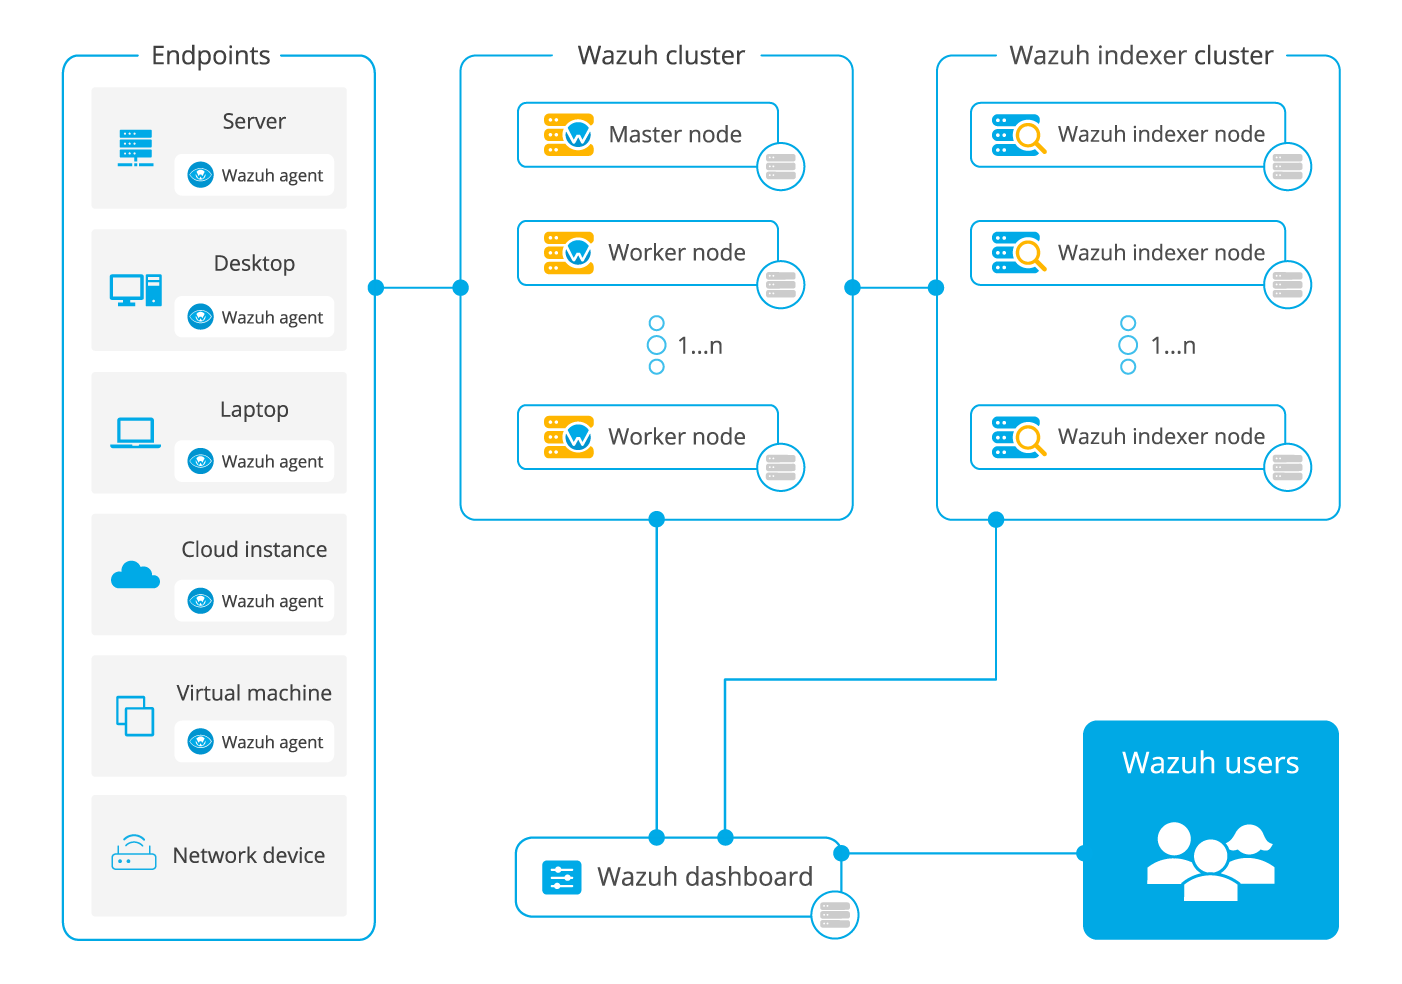 Endpoints
Server
Wazuh agent
Desktop
Wazuh agent
Laptop
Wazuh agent
Cloud instance
Wazuh agent
Virtual machine
Wazuh agent
Network device
Wazuh cluster
Master node
Worker node
1...n
Worker node
Wazuh indexer cluster
Wazuh indexer node
Wazuh indexer node
1...n
Wazuh indexer node
Wazuh dashboard
Wazuh users